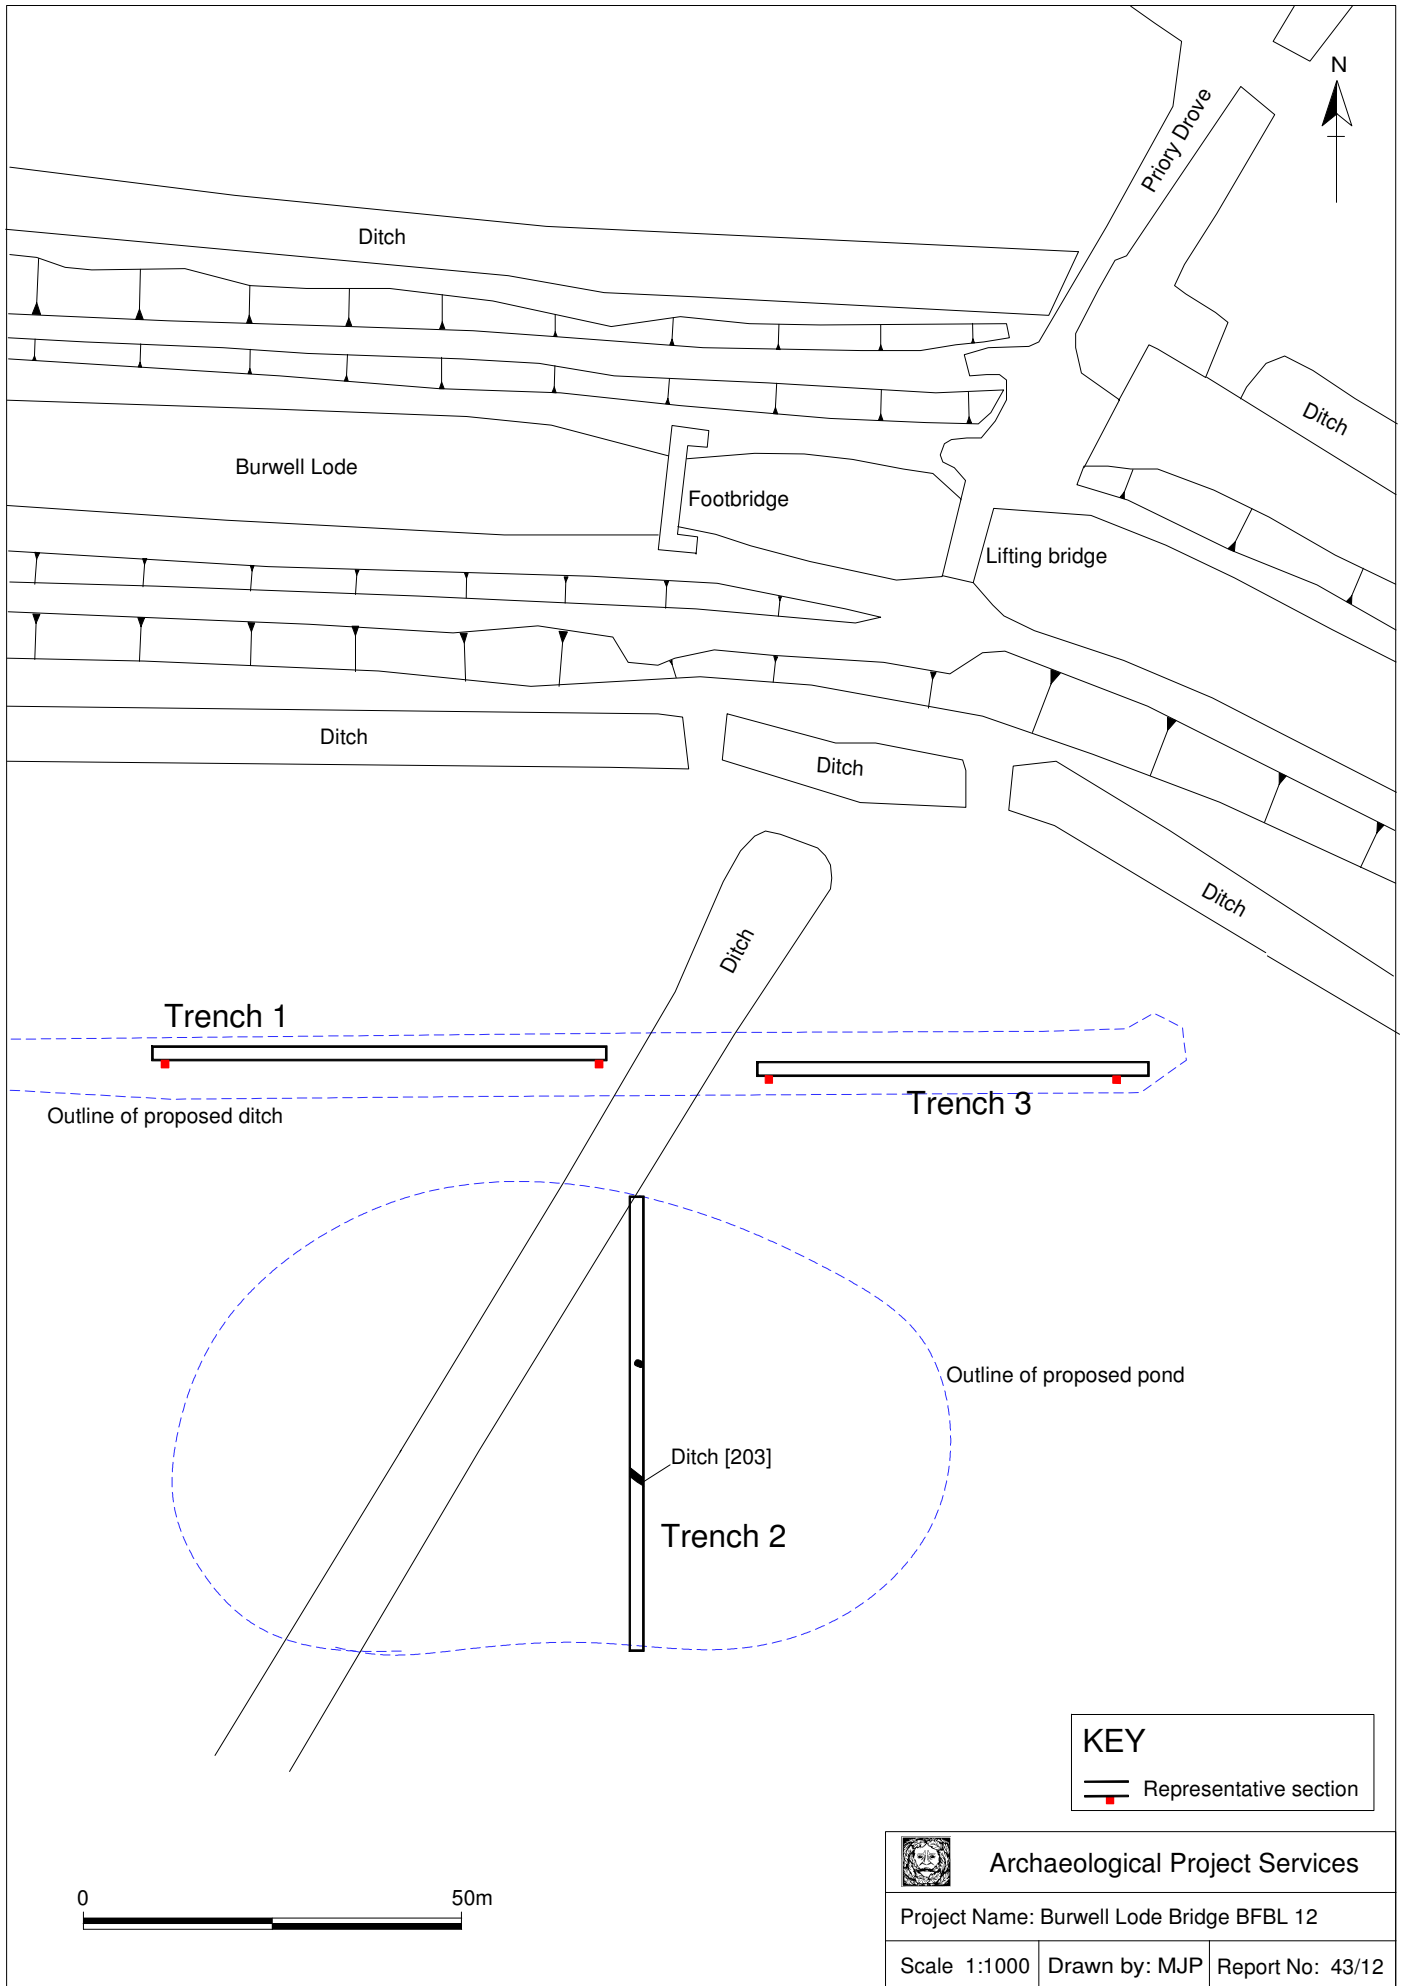 N
Priory Drove
Ditch
Ditch
Burwell Lode
Footbridge
Lifting bridge
Ditch
Ditch
Ditch
Ditch
Trench 1
Trench 3
Outline of proposed ditch
Outline of proposed pond
Ditch [203]
Trench 2
KEY
Representative section
0 50m
Archaeological Project Services
Project Name: Burwell Lode Bridge BFBL 12
Scale 1:1000 Drawn by: MJP Report No: 43/12